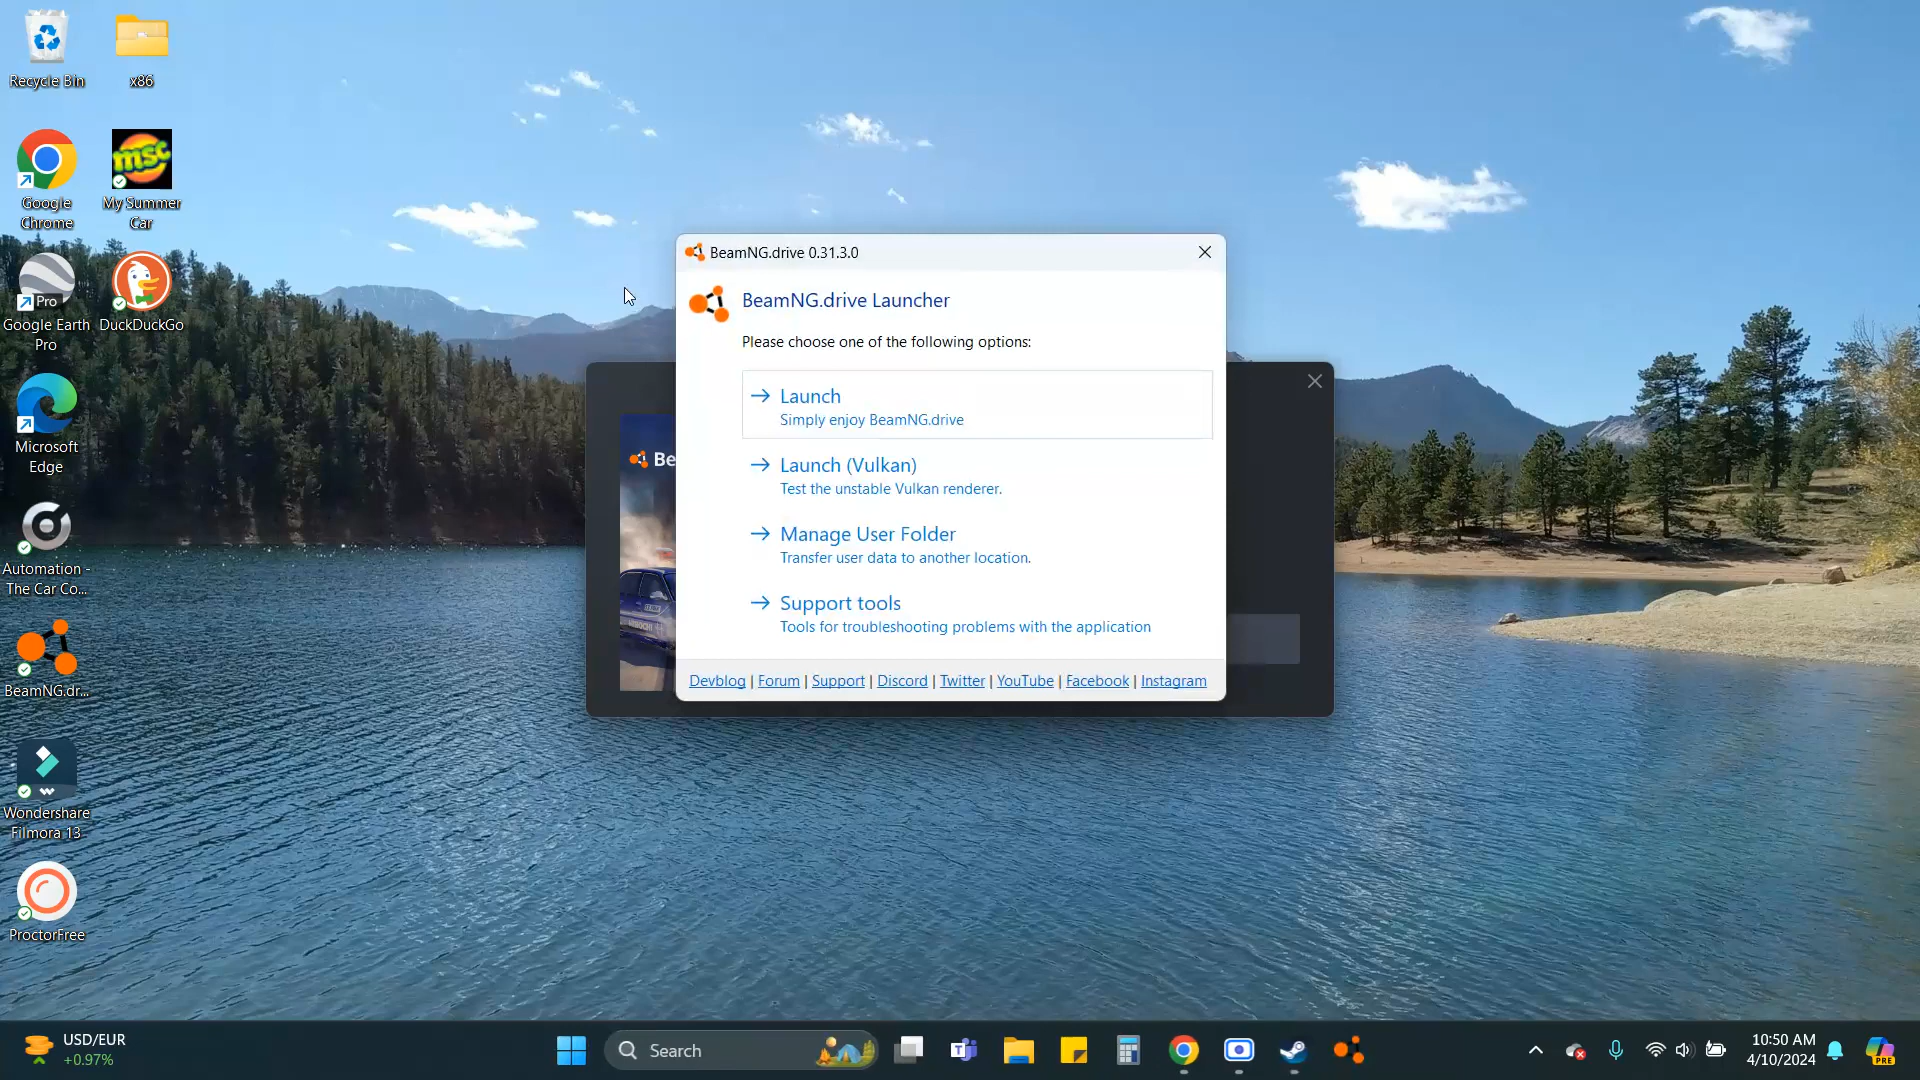 Recycle Bin
x86
Google
Chrome
My Summer
Car
Google Earth
Pro
DuckDuckGo
Microsoft
Edge
Automation -
The Car Co...
BeamNG.dr...
Wondershare
Filmora 13
ProctorFree
Pro
msc
BeamNG.drive 0.31.3.0
BeamNG.drive Launcher
Please choose one of the following options:
Launch
Simply enjoy BeamNG.drive
Launch (Vulkan)
Test the unstable Vulkan renderer.
Manage User Folder
Transfer user data to another location.
Support tools
Tools for troubleshooting problems with the application
Devblog | Forum | Support | Discord | Twitter | YouTube | Facebook | Instagram
Be
USD/EUR
+0.97%
Search
10:50 AM
4/10/2024
PRE